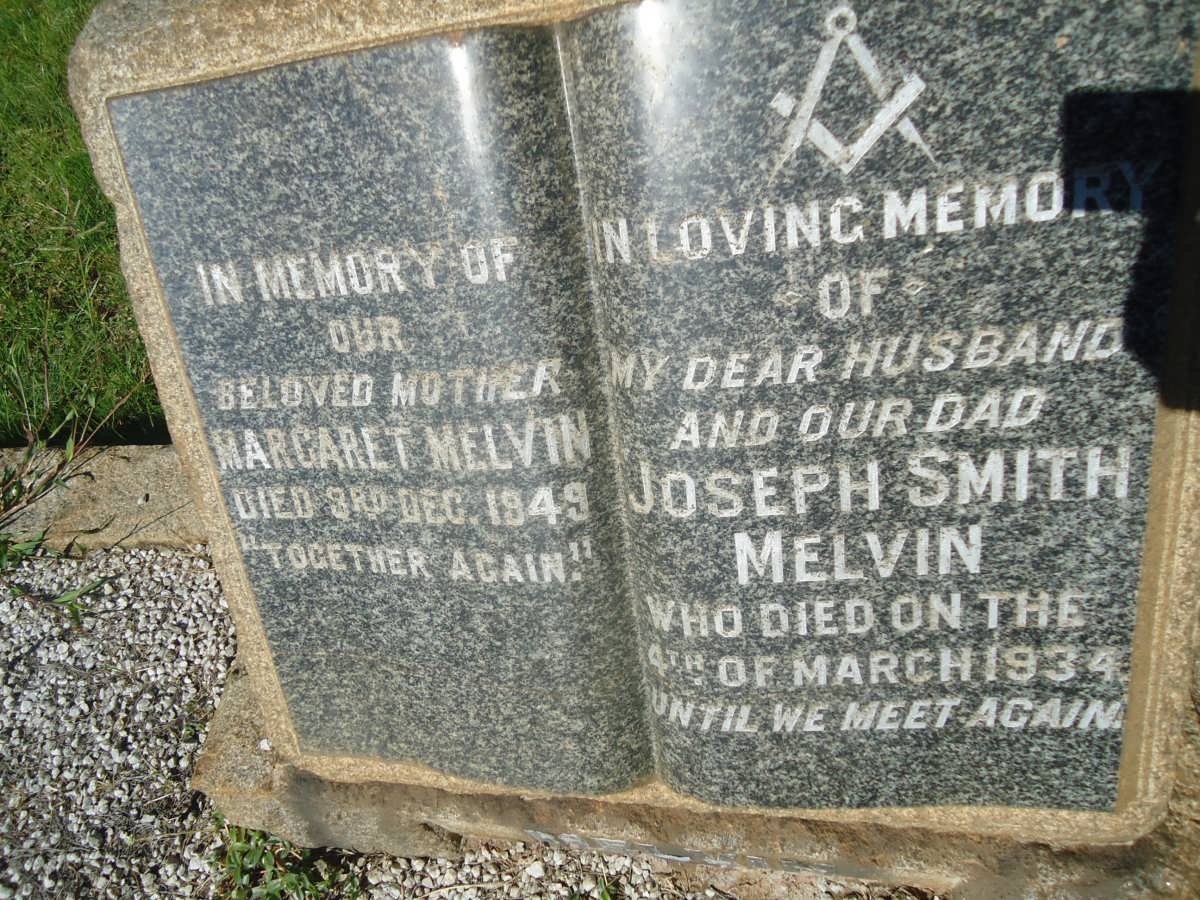 IN MEMORY OF
OUR
BELOVED MOTHER
MARGARET MELVIN
DIED 3RD DEC. 1949
"TOGETHER AGAIN."
IN LOVING MEMORY
OF
MY DEAR HUSBAND
AND OUR DAD
JOSEPH SMITH
MELVIN
WHO DIED ON THE
4TH OF MARCH 1934
UNTIL WE MEET AGAIN.